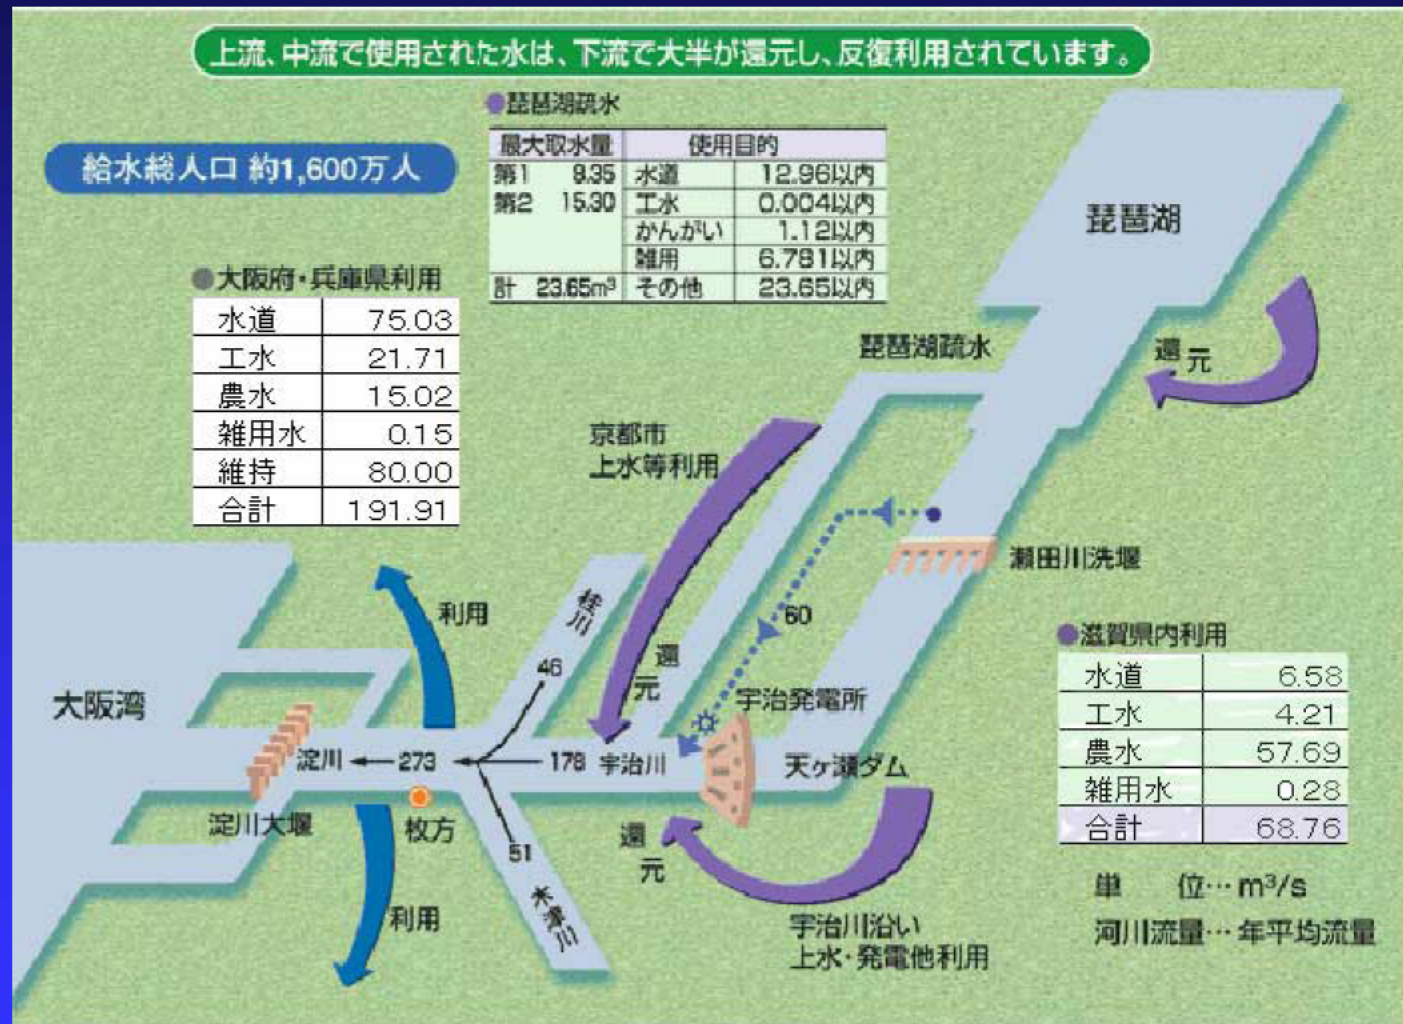 上流、中流で使用された水は、下流で大半が還元し、反復利用されています。
給水総人口 約1,600万人
●琵琶湖疏水
最大取水量 使用目的
第1 8.35 水道 12.96以内
第2 15.30 工水 0.004以内
かんがい 1.12以内
雑用 6.781以内
計 23.65m³ その他 23.65以内
●大阪府・兵庫県利用
水道 75.03
工水 21.71
農水 15.02
雑用水 0.15
維持 80.00
合計 191.91
琵琶湖
還元
琵琶湖疏水
京都市
上水等利用
瀬田川洗堰
60
●滋賀県内利用
水道 6.58
工水 4.21
農水 57.69
雑用水 0.28
合計 68.76
単 位…m³/s
河川流量…年平均流量
利用
桂川
46
還元
宇治発電所
大阪湾
淀川 273 178 宇治川
天ヶ瀬ダム
淀川大堰
枚方
51
木津川
還元
利用
宇治川沿い
上水・発電他利用